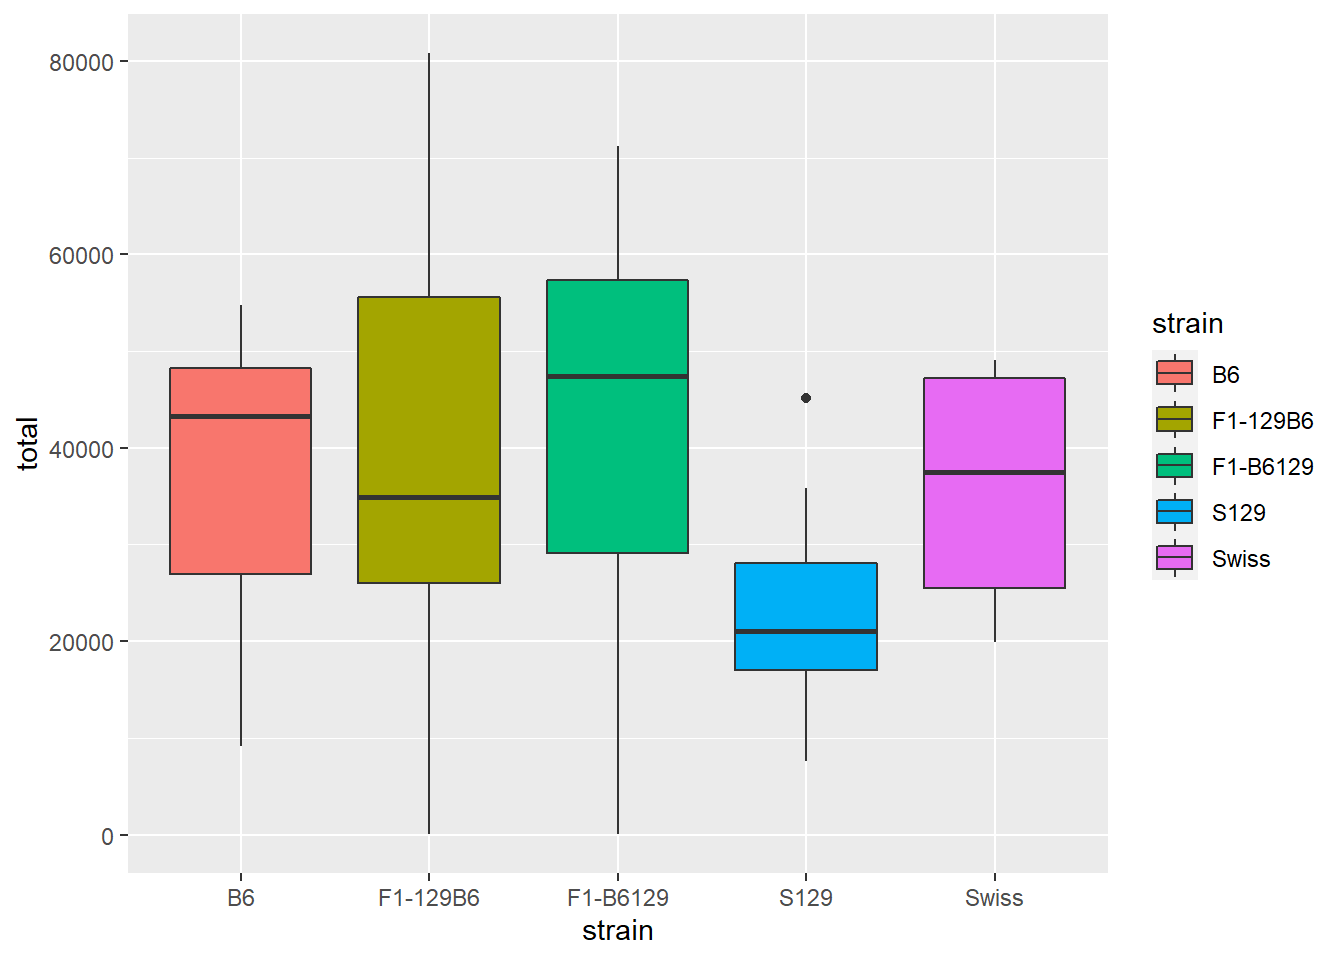 80000
60000
40000
20000
0
total
B6
F1-129B6
F1-B6129
S129
Swiss
strain
strain
B6
F1-129B6
F1-B6129
S129
Swiss